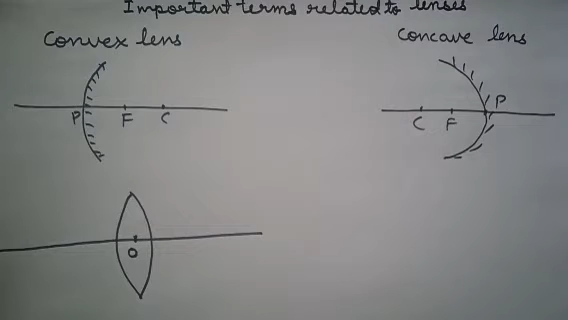 Important terms related to lenses
Convex lens
Concave lens
P F C
C F P
O